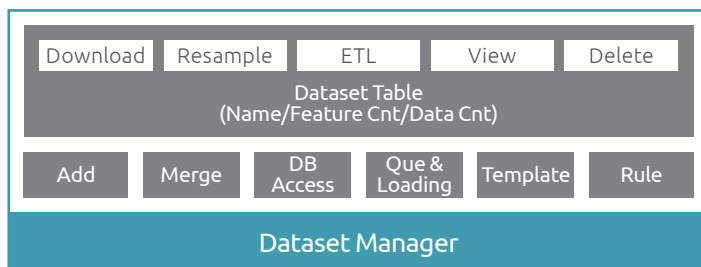 Download Resample ETL View Delete
Dataset Table
(Name/Feature Cnt/Data Cnt)
Add Merge DB Access Que & Loading Template Rule
Dataset Manager